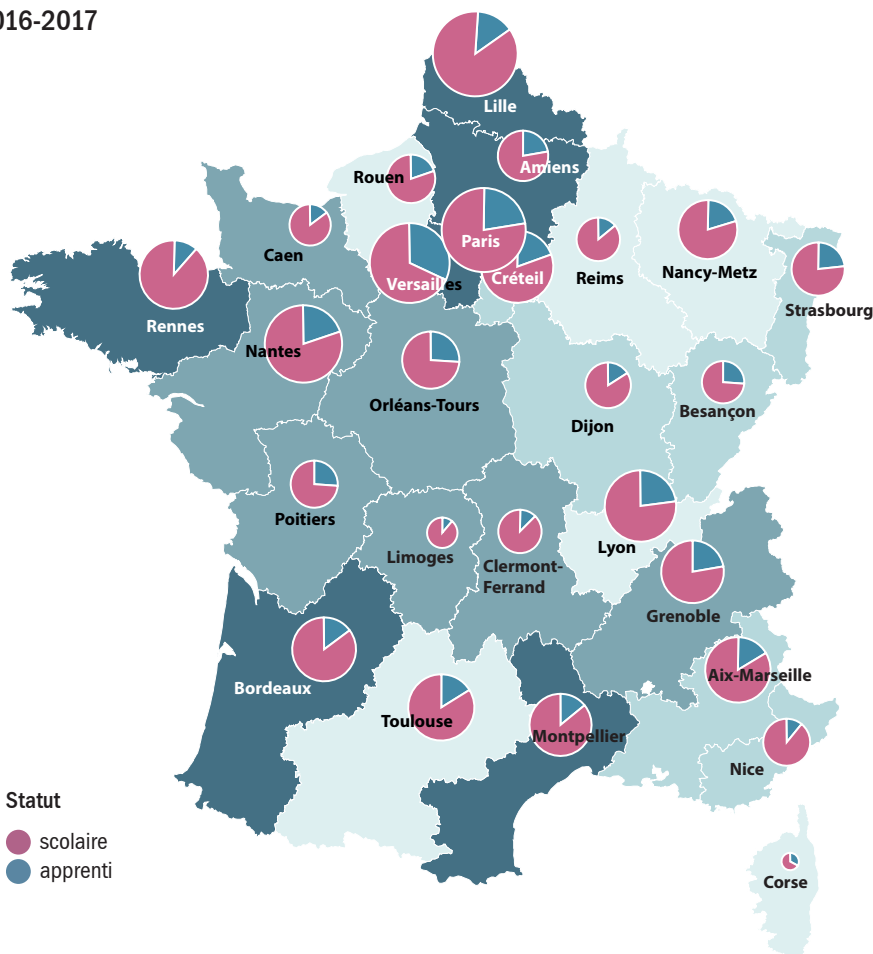 016-2017
Lille
Amiens
Rouen
Paris
Caen
Versailles
Créteil
Reims
Nancy-Metz
Strasbourg
Rennes
Nantes
Orléans-Tours
Dijon
Besançon
Poitiers
Limoges
Clermont-
Ferrand
Lyon
Grenoble
Bordeaux
Toulouse
Montpellier
Aix-Marseille
Nice
Corse
Statut
scolaire
apprenti